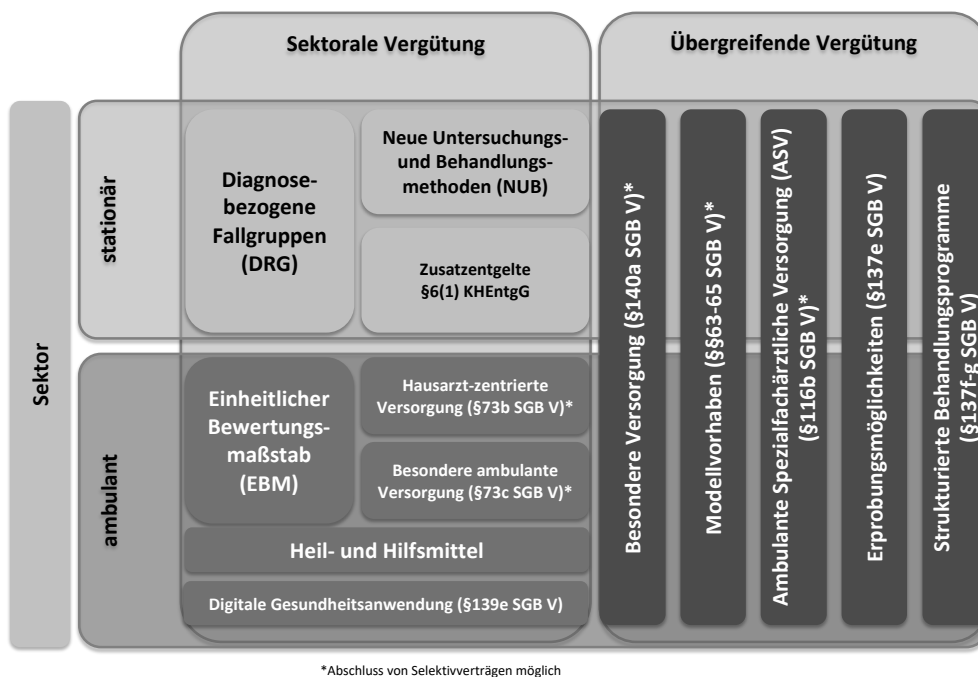 Sektorale Vergütung
Übergreifende Vergütung
Sektor
stationär
Diagnose-
bezogene
Fallgruppen
(DRG)
Neue Untersuchungs-
und Behandlungs-
methoden (NUB)
Zusatzentgelte
§6(1) KHEntgG
ambulant
Einheitlicher
Bewertungs-
maßstab
(EBM)
Hausarzt-zentrierte
Versorgung (§73b SGB V)*
Besondere ambulante
Versorgung (§73c SGB V)*
Heil- und Hilfsmittel
Digitale Gesundheitsanwendung (§139e SGB V)
Besondere Versorgung (§140a SGB V)*
Modellvorhaben (§§63-65 SGB V)*
Ambulante Spezialfachärztliche Versorgung (ASV)
(§116b SGB V)*
Erprobungsmöglichkeiten (§137e SGB V)
Strukturierte Behandlungsprogramme
(§137f-g SGB V)
*Abschluss von Selektivverträgen möglich